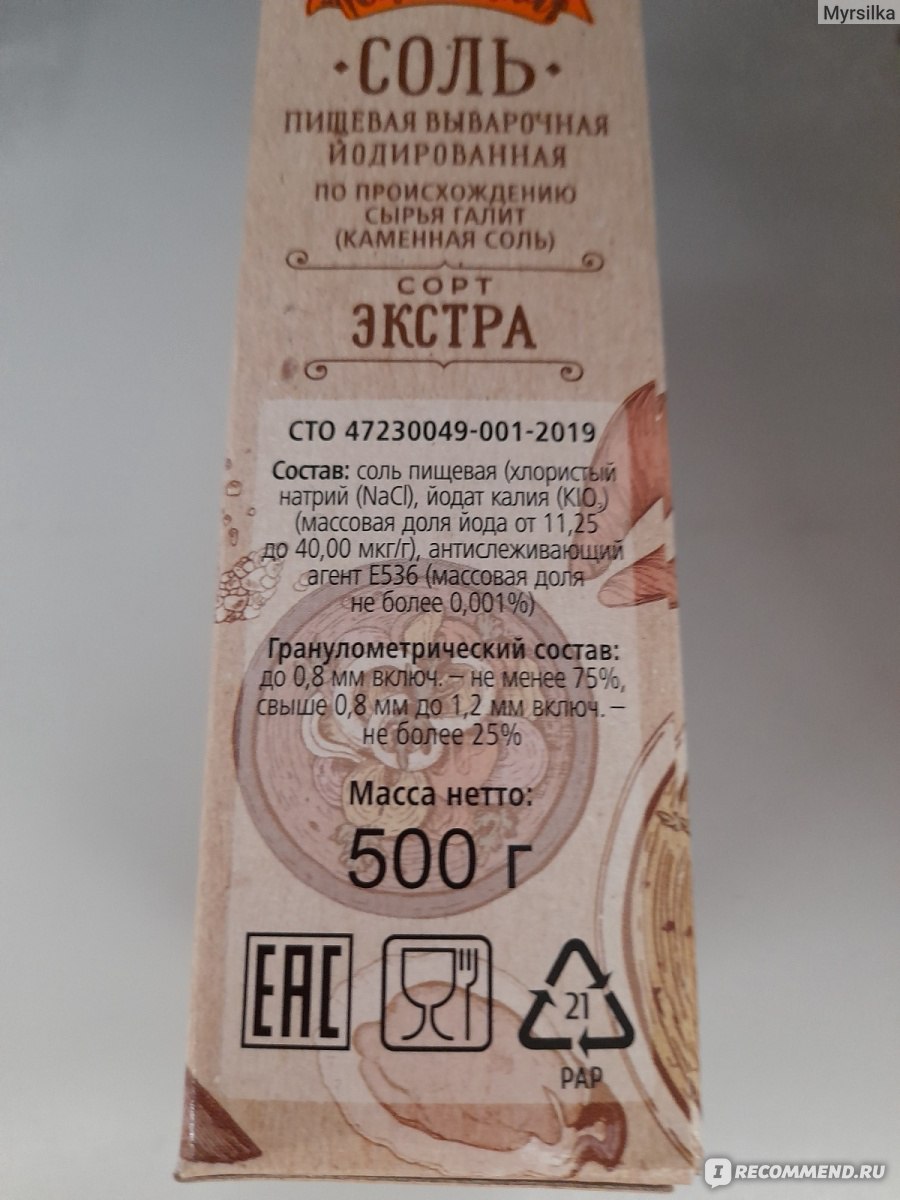 Myrsilka
· СОЛЬ ·
ПИЩЕВАЯ ВЫВАРОЧНАЯ
ЙОДИРОВАННАЯ
ПО ПРОИСХОЖДЕНИЮ
СЫРЬЯ ГАЛИТ
(КАМЕННАЯ СОЛЬ)
СОРТ
ЭКСТРА
СТО 47230049-001-2019
Состав: соль пищевая (хлористый
натрий (NaCl), йодат калия (KIO₃)
(массовая доля йода от 11,25
до 40,00 мкг/г), антислеживающий
агент Е536 (массовая доля
не более 0,001%)
Гранулометрический состав:
до 0,8 мм включ. – не менее 75%,
свыше 0,8 мм до 1,2 мм включ. –
не более 25%
Масса нетто:
500 г
EAC
21
PAP
I RECOMMEND.RU